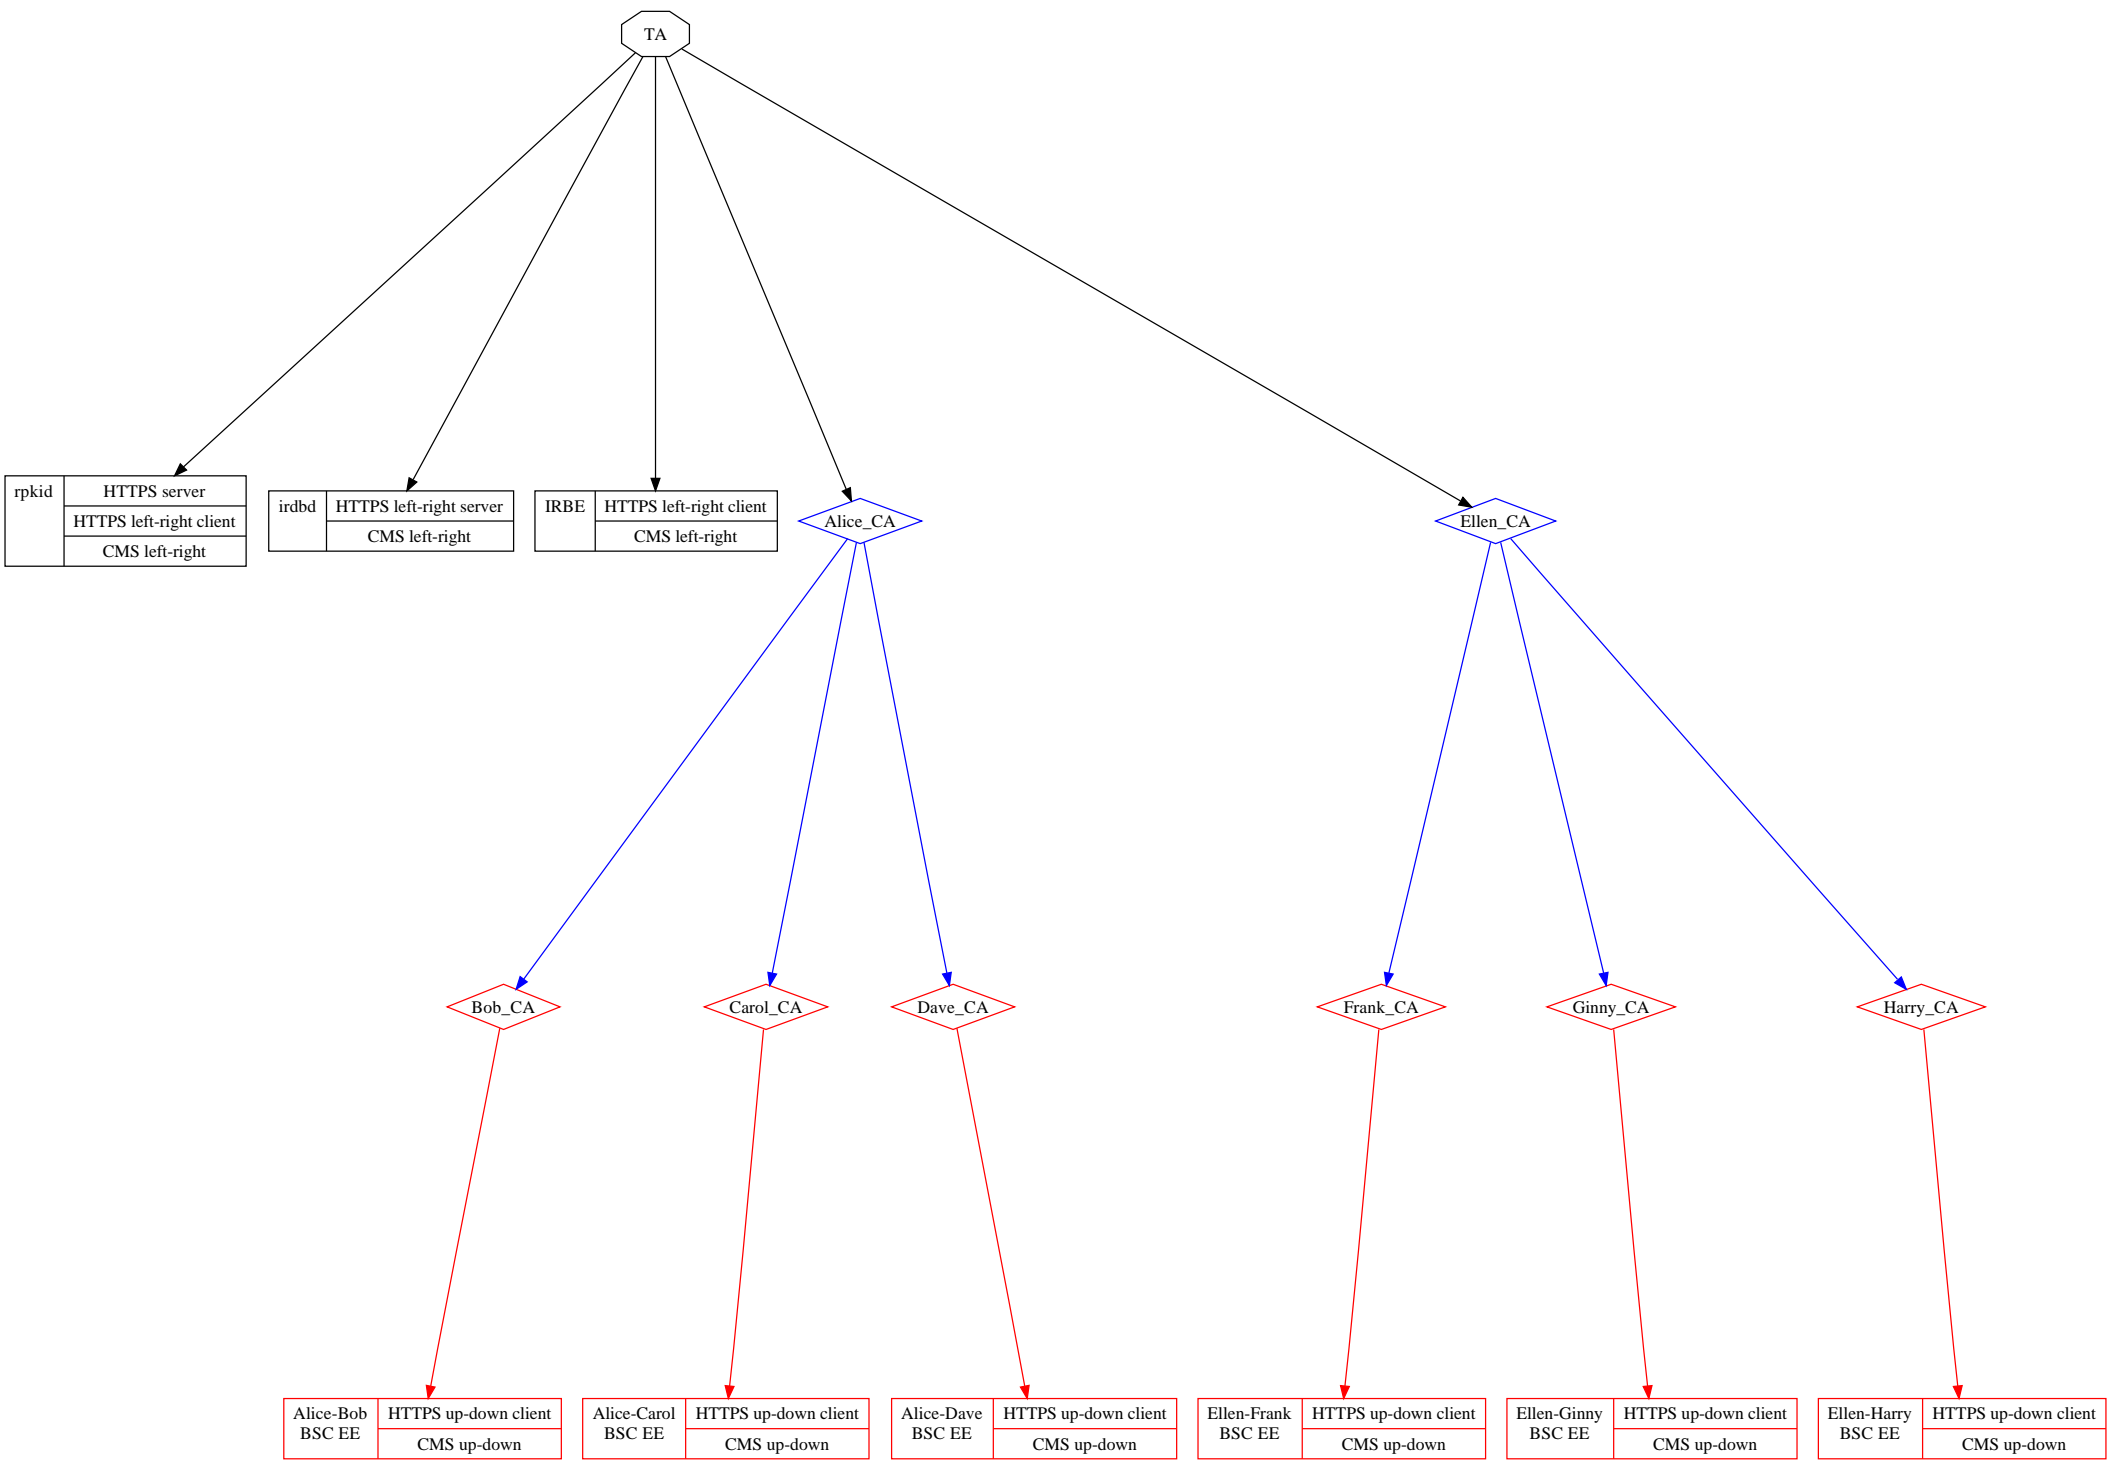 TA
rpkid
HTTPS server
HTTPS left-right client
CMS left-right
irdbd
HTTPS left-right server
CMS left-right
IRBE
HTTPS left-right client
CMS left-right
Alice_CA
Ellen_CA
Bob_CA
Carol_CA
Dave_CA
Frank_CA
Ginny_CA
Harry_CA
Alice-Bob
BSC EE
HTTPS up-down client
CMS up-down
Alice-Carol
BSC EE
HTTPS up-down client
CMS up-down
Alice-Dave
BSC EE
HTTPS up-down client
CMS up-down
Ellen-Frank
BSC EE
HTTPS up-down client
CMS up-down
Ellen-Ginny
BSC EE
HTTPS up-down client
CMS up-down
Ellen-Harry
BSC EE
HTTPS up-down client
CMS up-down